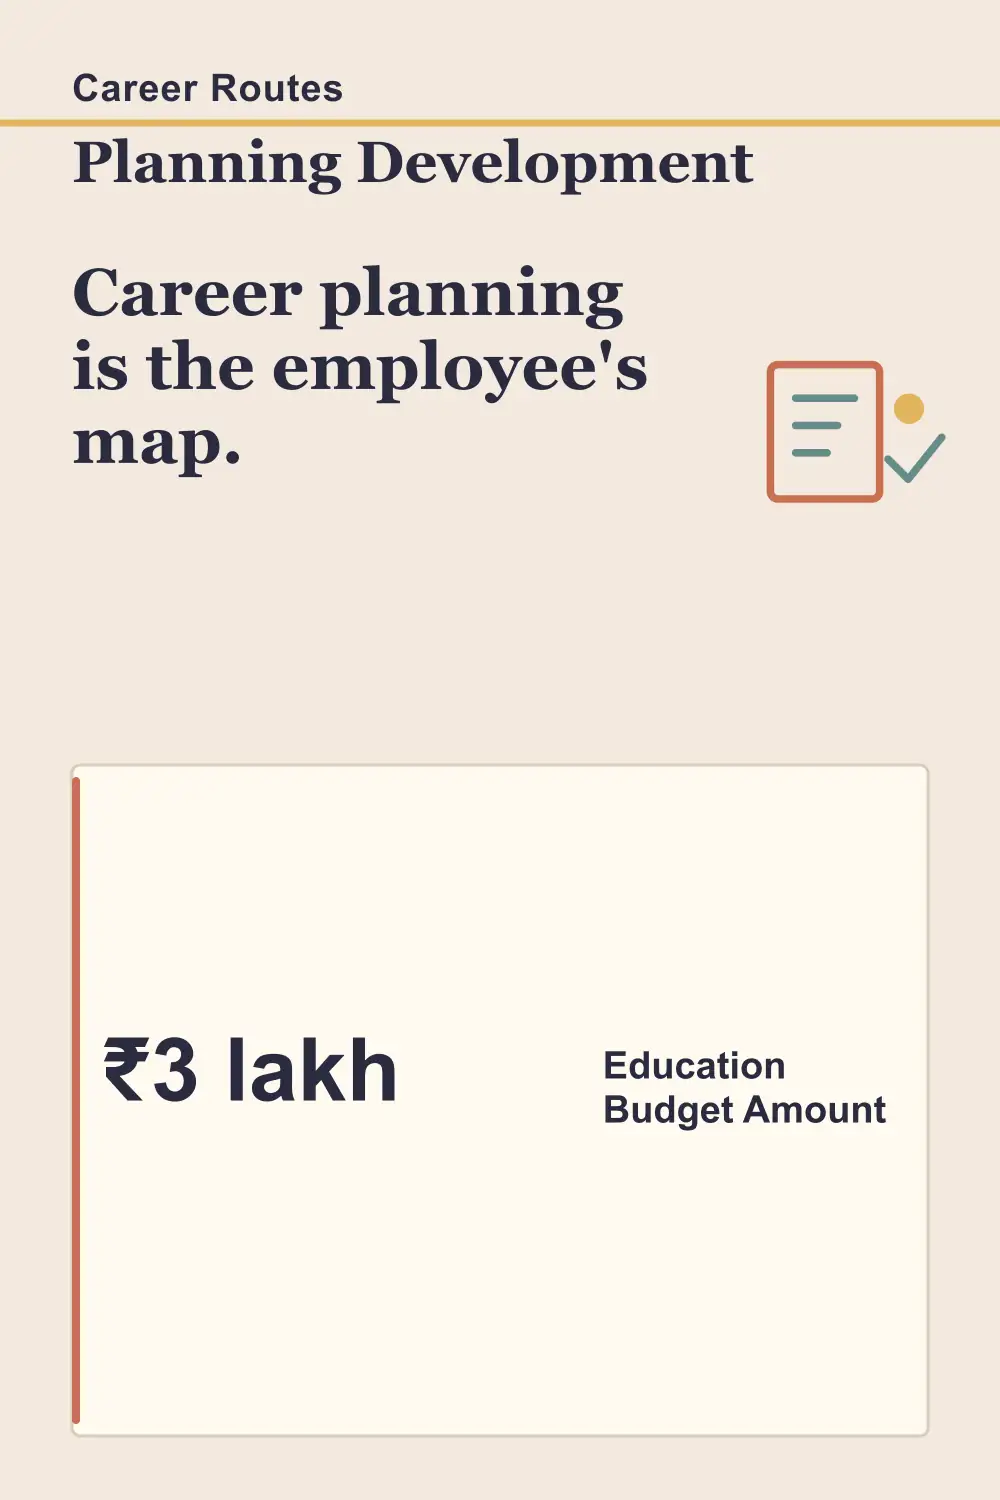 Career Routes
Planning Development
Career planning
is the employee's
map.
₹3 lakh
Education
Budget Amount